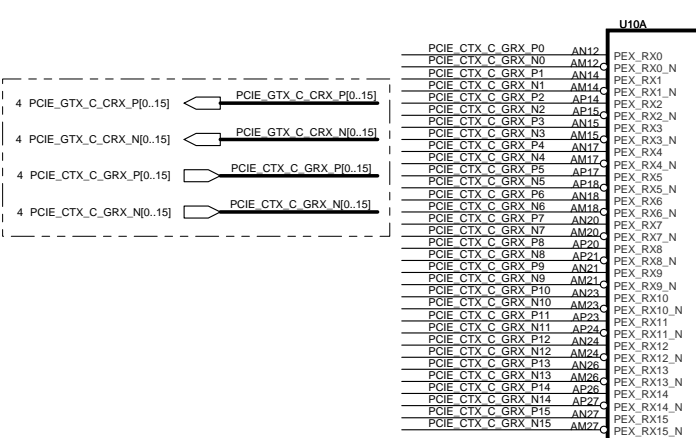 U10A
4 PCIE_GTX_C_CRX_P[0..15] PCIE_GTX_C_CRX_P[0..15]
4 PCIE_GTX_C_CRX_N[0..15] PCIE_GTX_C_CRX_N[0..15]
4 PCIE_CTX_C_GRX_P[0..15] PCIE_CTX_C_GRX_P[0..15]
4 PCIE_CTX_C_GRX_N[0..15] PCIE_CTX_C_GRX_N[0..15]
PCIE_CTX_C_GRX_P0 AN12 PEX_RX0
PCIE_CTX_C_GRX_N0 AM12 PEX_RX0_N
PCIE_CTX_C_GRX_P1 AN14 PEX_RX1
PCIE_CTX_C_GRX_N1 AM14 PEX_RX1_N
PCIE_CTX_C_GRX_P2 AP14 PEX_RX2
PCIE_CTX_C_GRX_N2 AP15 PEX_RX2_N
PCIE_CTX_C_GRX_P3 AN15 PEX_RX3
PCIE_CTX_C_GRX_N3 AM15 PEX_RX3_N
PCIE_CTX_C_GRX_P4 AN17 PEX_RX4
PCIE_CTX_C_GRX_N4 AM17 PEX_RX4_N
PCIE_CTX_C_GRX_P5 AP17 PEX_RX5
PCIE_CTX_C_GRX_N5 AP18 PEX_RX5_N
PCIE_CTX_C_GRX_P6 AN18 PEX_RX6
PCIE_CTX_C_GRX_N6 AM18 PEX_RX6_N
PCIE_CTX_C_GRX_P7 AN20 PEX_RX7
PCIE_CTX_C_GRX_N7 AM20 PEX_RX7_N
PCIE_CTX_C_GRX_P8 AP20 PEX_RX8
PCIE_CTX_C_GRX_N8 AP21 PEX_RX8_N
PCIE_CTX_C_GRX_P9 AN21 PEX_RX9
PCIE_CTX_C_GRX_N9 AM21 PEX_RX9_N
PCIE_CTX_C_GRX_P10 AN23 PEX_RX10
PCIE_CTX_C_GRX_N10 AM23 PEX_RX10_N
PCIE_CTX_C_GRX_P11 AP23 PEX_RX11
PCIE_CTX_C_GRX_N11 AP24 PEX_RX11_N
PCIE_CTX_C_GRX_P12 AN24 PEX_RX12
PCIE_CTX_C_GRX_N12 AM24 PEX_RX12_N
PCIE_CTX_C_GRX_P13 AN26 PEX_RX13
PCIE_CTX_C_GRX_N13 AM26 PEX_RX13_N
PCIE_CTX_C_GRX_P14 AP26 PEX_RX14
PCIE_CTX_C_GRX_N14 AP27 PEX_RX14_N
PCIE_CTX_C_GRX_P15 AN27 PEX_RX15
PCIE_CTX_C_GRX_N15 AM27 PEX_RX15_N